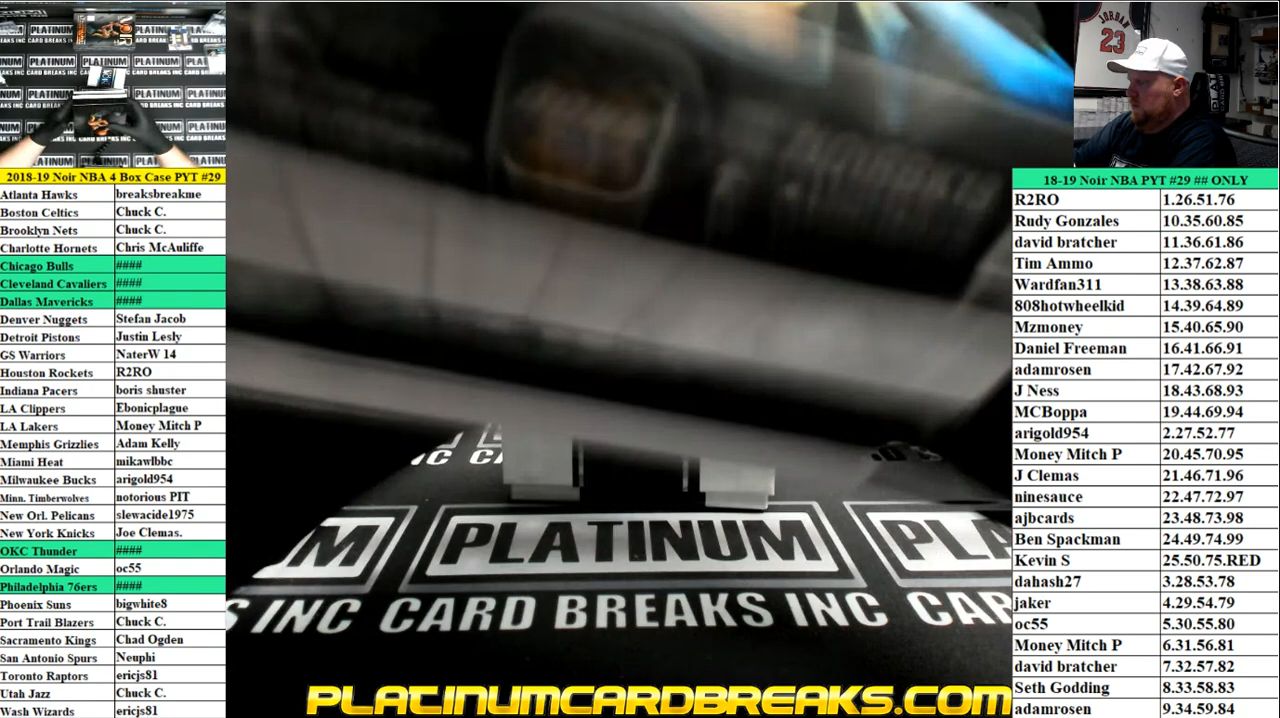 2018-19 Noir NBA 4 Box Case PYT #29
Atlanta Hawks breaksbreakme
Boston Celtics Chuck C.
Brooklyn Nets Chuck C.
Charlotte Hornets Chris McAuliffe
Chicago Bulls ####
Cleveland Cavaliers ####
Dallas Mavericks ####
Denver Nuggets Stefan Jacob
Detroit Pistons Justin Lesly
GS Warriors NaterW 14
Houston Rockets R2RO
Indiana Pacers boris shuster
LA Clippers Ebonicplague
LA Lakers Money Mitch P
Memphis Grizzlies Adam Kelly
Miami Heat mikawlbbc
Milwaukee Bucks arigold954
Minn. Timberwolves notorious PIT
New Orl. Pelicans slewacide1975
New York Knicks Joe Clemas.
OKC Thunder ####
Orlando Magic oc55
Philadelphia 76ers ####
Phoenix Suns bigwhite8
Port Trail Blazers Chuck C.
Sacramento Kings Chad Ogden
San Antonio Spurs Neuphi
Toronto Raptors ericjs81
Utah Jazz Chuck C.
Wash Wizards ericjs81
M PLATINUM PLA
S INC CARD BREAKS INC CAR
PLATINUMCARDBREAKS.COM
JORDAN
23
18-19 Noir NBA PYT #29 ## ONLY
R2RO 1.26.51.76
Rudy Gonzales 10.35.60.85
david bratcher 11.36.61.86
Tim Ammo 12.37.62.87
Wardfan311 13.38.63.88
808hotwheelkid 14.39.64.89
Mzmoney 15.40.65.90
Daniel Freeman 16.41.66.91
adamrosen 17.42.67.92
J Ness 18.43.68.93
MCBoppa 19.44.69.94
arigold954 2.27.52.77
Money Mitch P 20.45.70.95
J Clemas 21.46.71.96
ninesauce 22.47.72.97
ajbcards 23.48.73.98
Ben Spackman 24.49.74.99
Kevin S 25.50.75.RED
dahash27 3.28.53.78
jaker 4.29.54.79
oc55 5.30.55.80
Money Mitch P 6.31.56.81
david bratcher 7.32.57.82
Seth Godding 8.33.58.83
adamrosen 9.34.59.84